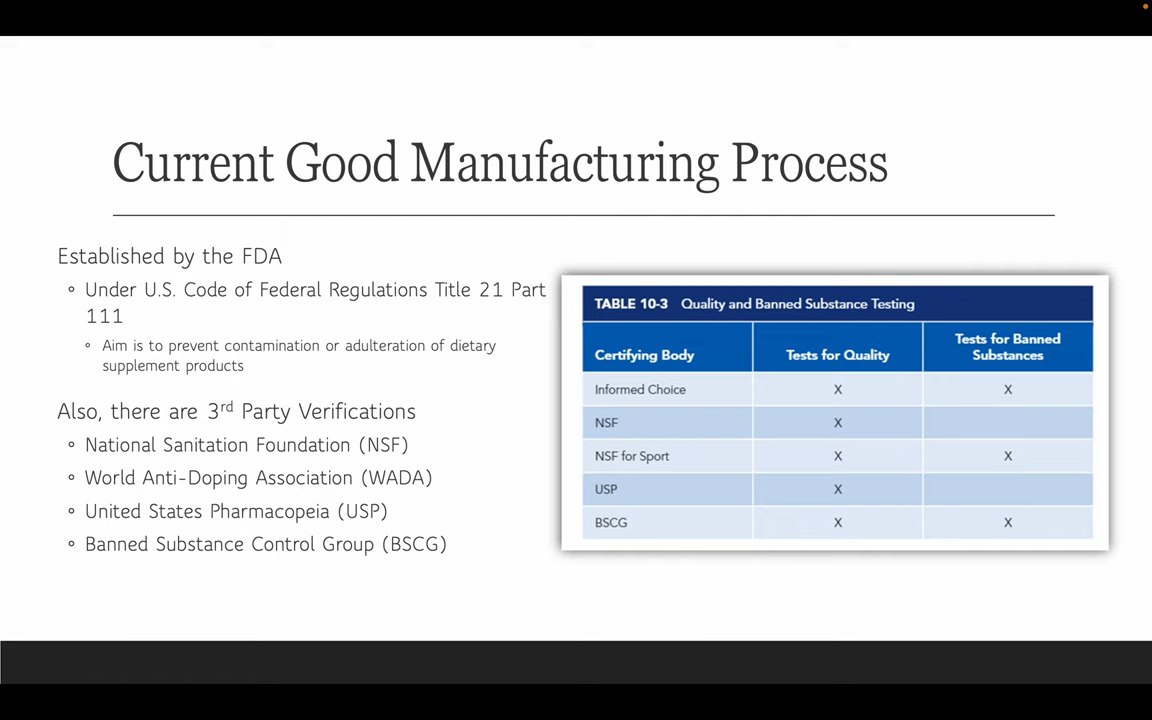 Current Good Manufacturing Process
Established by the FDA
◦ Under U.S. Code of Federal Regulations Title 21 Part
111
◦ Aim is to prevent contamination or adulteration of dietary
supplement products
Also, there are 3rd Party Verifications
◦ National Sanitation Foundation (NSF)
◦ World Anti-Doping Association (WADA)
◦ United States Pharmacopeia (USP)
◦ Banned Substance Control Group (BSCG)
TABLE 10-3 Quality and Banned Substance Testing
Certifying Body Tests for Quality Tests for Banned Substances
Informed Choice X X
NSF X
NSF for Sport X X
USP X
BSCG X X